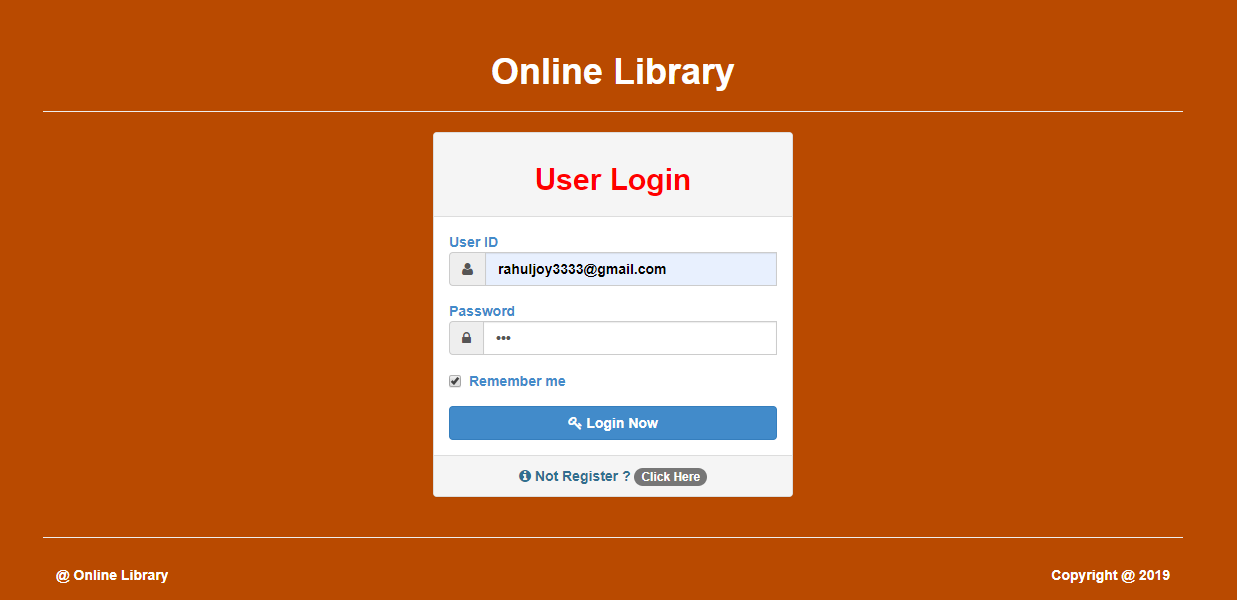 Online Library
User Login
User ID
rahuljoy3333@gmail.com
Password
•••
Remember me
Login Now
Not Register ? Click Here
@ Online Library
Copyright @ 2019